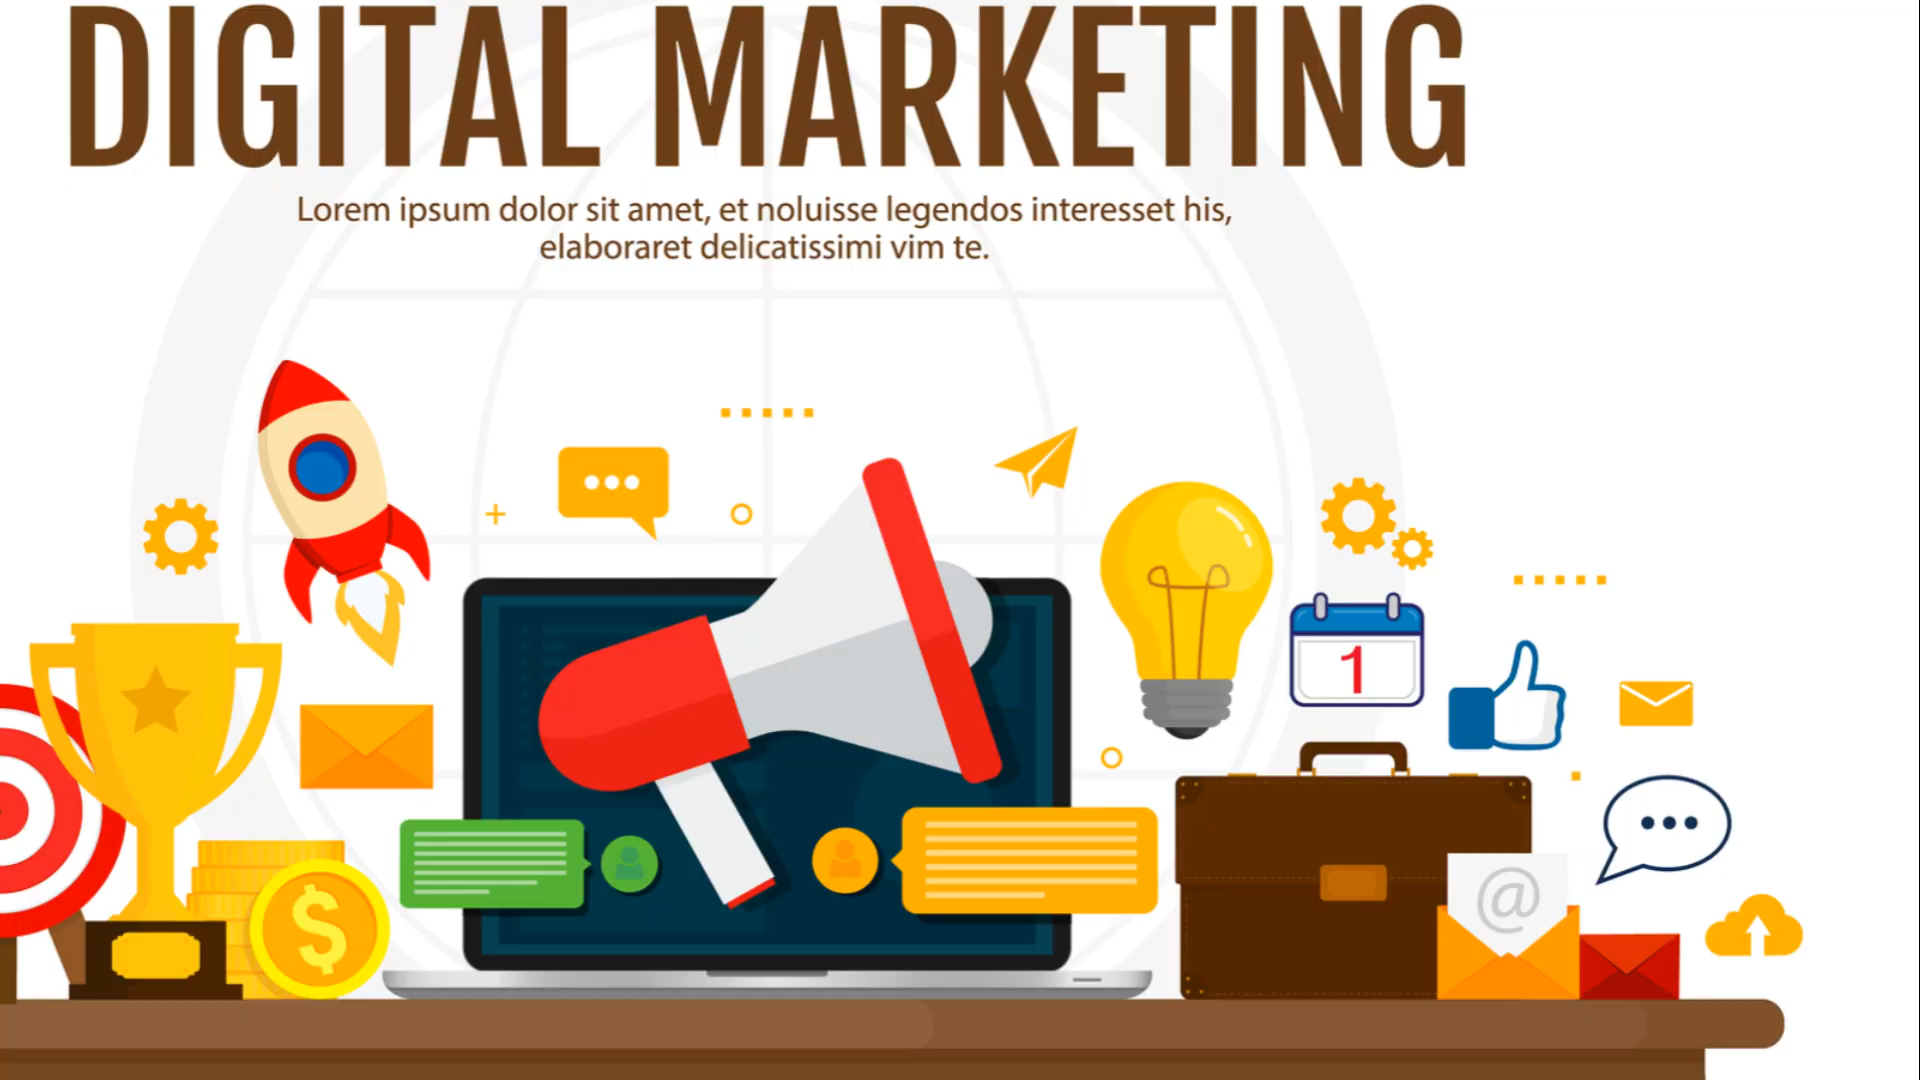 DIGITAL MARKETING
Lorem ipsum dolor sit amet, et noluisse legendos interesset his,
elaboraret delicatissimi vim te.
1
$
@